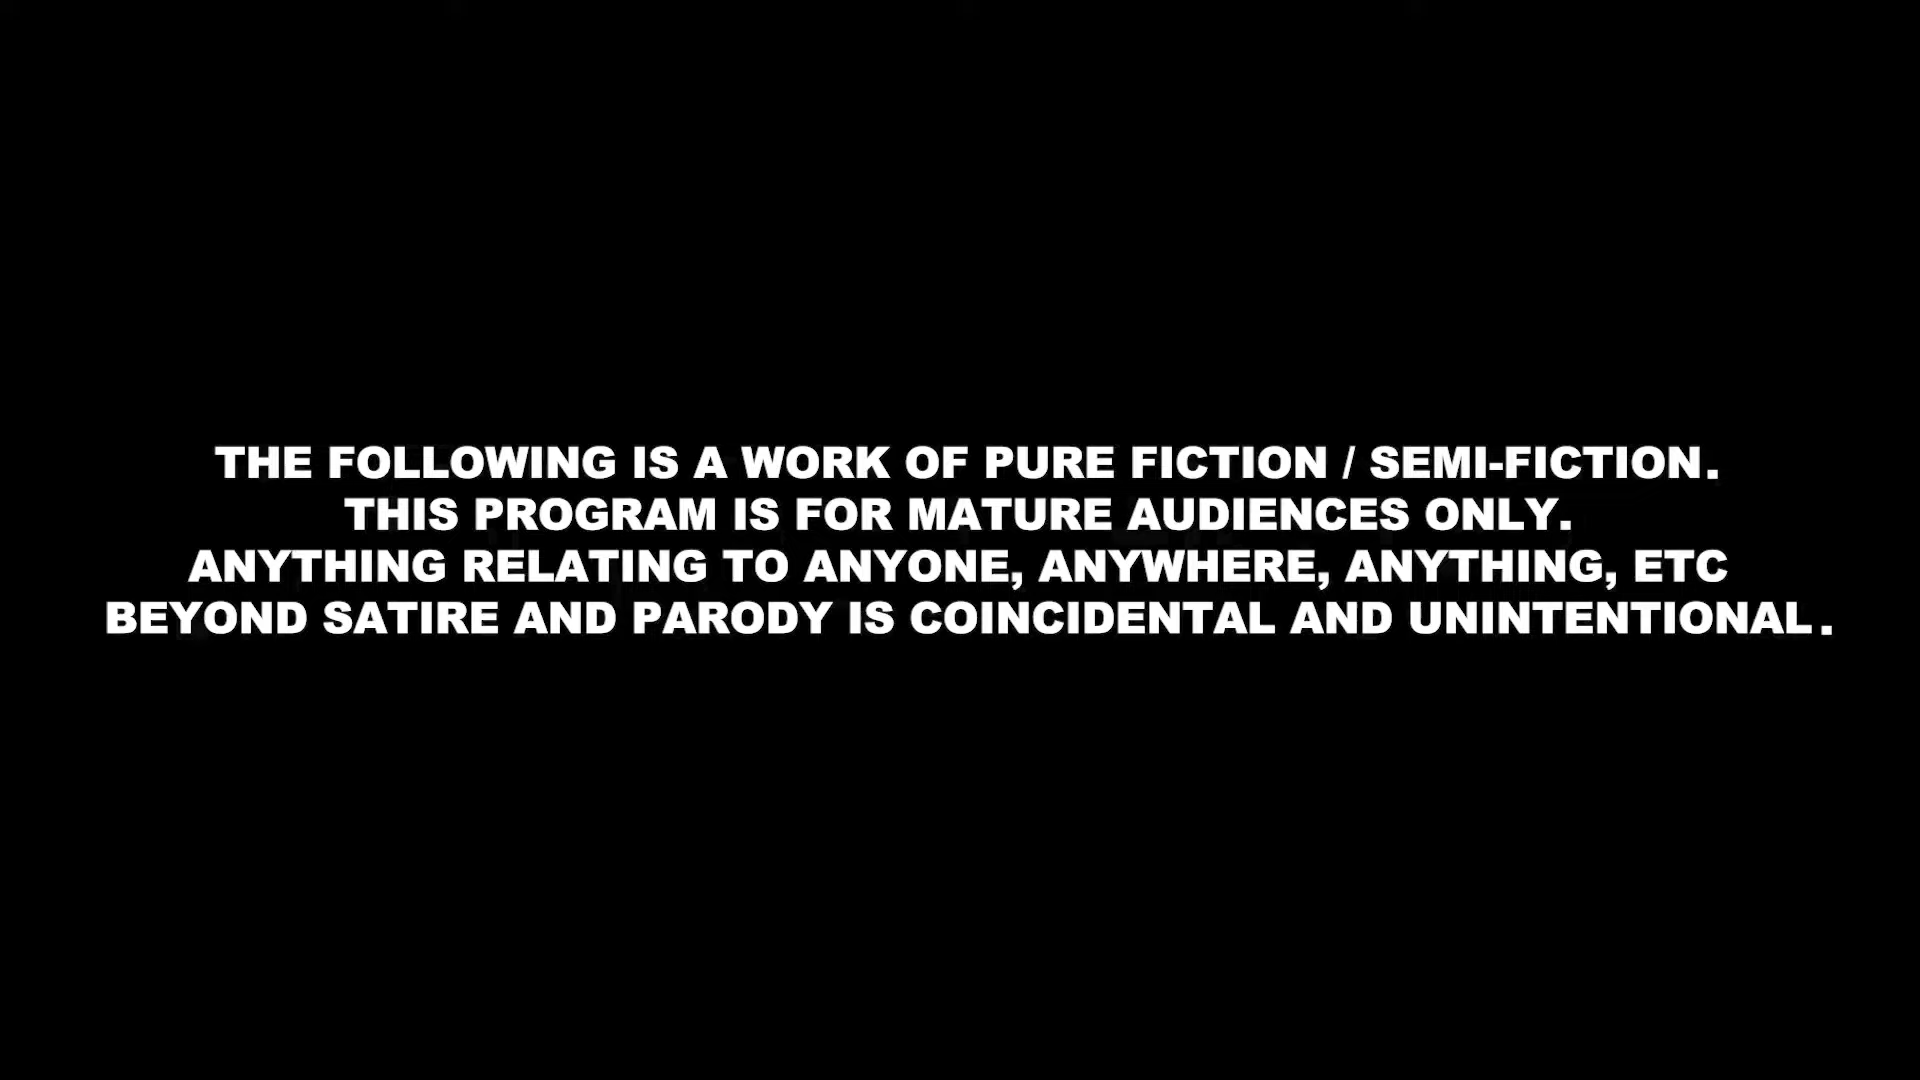 THE FOLLOWING IS A WORK OF PURE FICTION / SEMI-FICTION.
THIS PROGRAM IS FOR MATURE AUDIENCES ONLY.
ANYTHING RELATING TO ANYONE, ANYWHERE, ANYTHING, ETC
BEYOND SATIRE AND PARODY IS COINCIDENTAL AND UNINTENTIONAL.